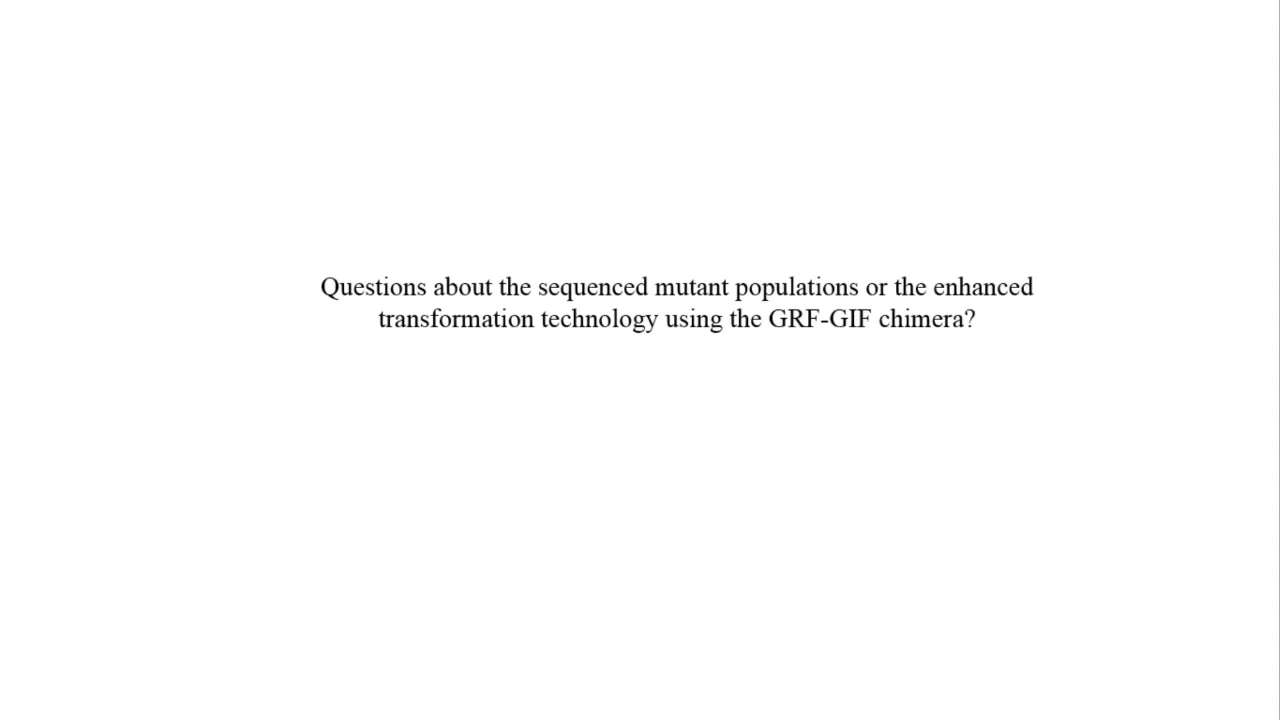 Questions about the sequenced mutant populations or the enhanced
transformation technology using the GRF-GIF chimera?